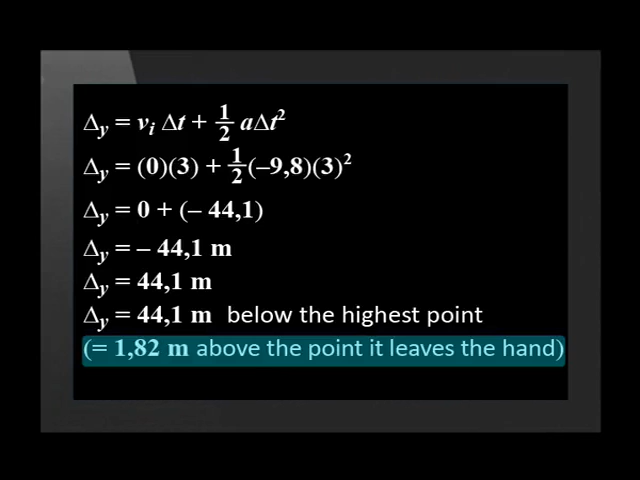 Δy = vi Δt + 1/2 aΔt²
Δy = (0)(3) + 1/2(–9,8)(3)²
Δy = 0 + (– 44,1)
Δy = – 44,1 m
Δy = 44,1 m
Δy = 44,1 m below the highest point
(= 1,82 m above the point it leaves the hand)